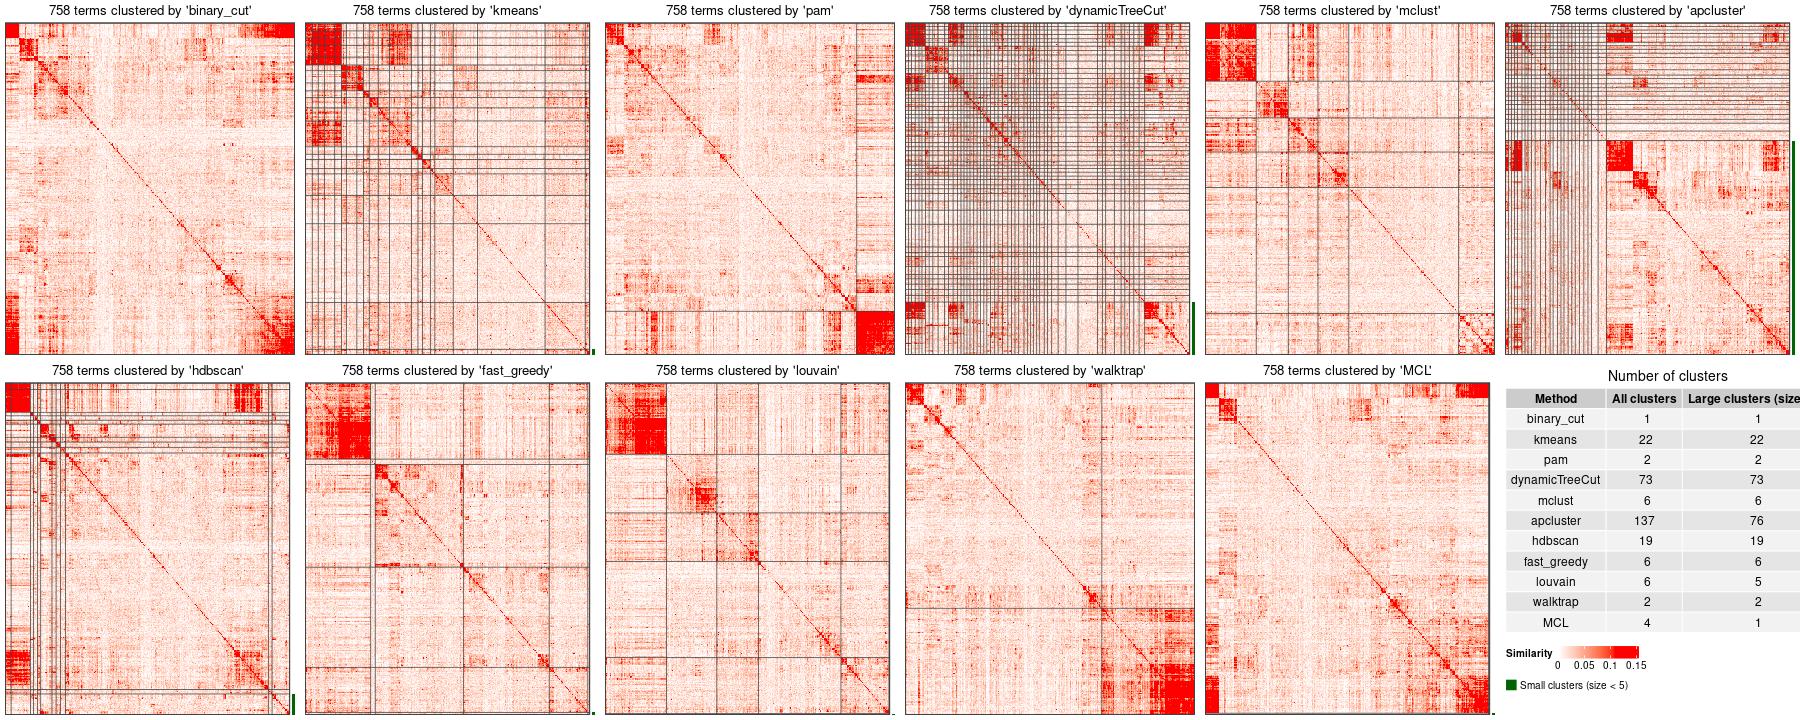 758 terms clustered by 'binary_cut'
758 terms clustered by 'kmeans'
758 terms clustered by 'pam'
758 terms clustered by 'dynamicTreeCut'
758 terms clustered by 'mclust'
758 terms clustered by 'apcluster'
758 terms clustered by 'hdbscan'
758 terms clustered by 'fast_greedy'
758 terms clustered by 'louvain'
758 terms clustered by 'walktrap'
758 terms clustered by 'MCL'
Number of clusters
Method All clusters Large clusters (size
binary_cut 1 1
kmeans 22 22
pam 2 2
dynamicTreeCut 73 73
mclust 6 6
apcluster 137 76
hdbscan 19 19
fast_greedy 6 6
louvain 6 5
walktrap 2 2
MCL 4 1
Similarity
0 0.05 0.1 0.15
Small clusters (size < 5)